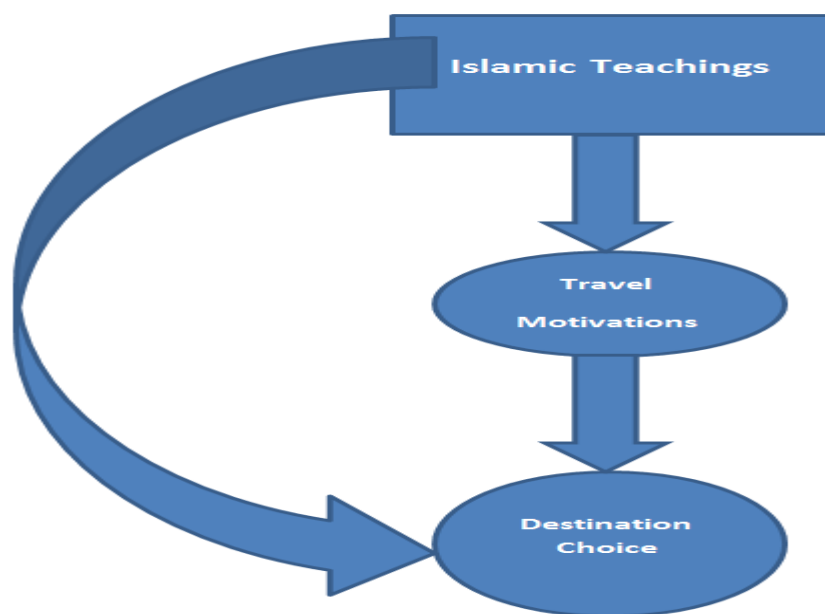 Islamic Teachings
Travel
Motivations
Destination
Choice